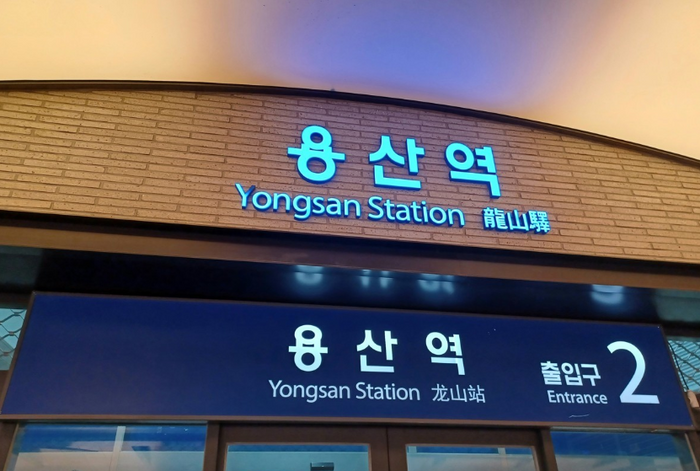 용산역
Yongsan Station 龍山驛
용산역
Yongsan Station 龙山站
출입구 2
Entrance